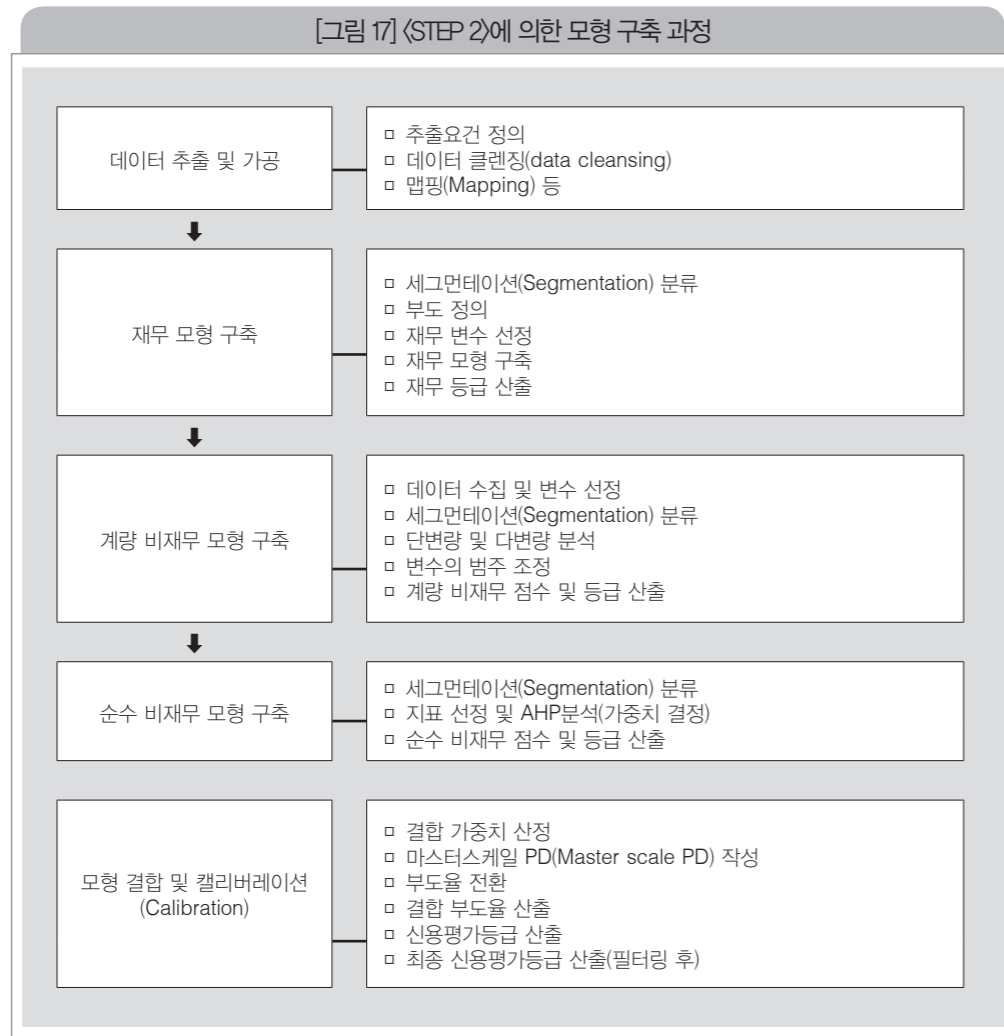 [그림 17] 〈STEP 2〉에 의한 모형 구축 과정
데이터 추출 및 가공
▫ 추출요건 정의
▫ 데이터 클렌징(data cleansing)
▫ 맵핑(Mapping) 등
재무 모형 구축
▫ 세그먼테이션(Segmentation) 분류
▫ 부도 정의
▫ 재무 변수 선정
▫ 재무 모형 구축
▫ 재무 등급 산출
계량 비재무 모형 구축
▫ 데이터 수집 및 변수 선정
▫ 세그먼테이션(Segmentation) 분류
▫ 단변량 및 다변량 분석
▫ 변수의 범주 조정
▫ 계량 비재무 점수 및 등급 산출
순수 비재무 모형 구축
▫ 세그먼테이션(Segmentation) 분류
▫ 지표 선정 및 AHP분석(가중치 결정)
▫ 순수 비재무 점수 및 등급 산출
모형 결합 및 캘리버레이션
(Calibration)
▫ 결합 가중치 산정
▫ 마스터스케일 PD(Master scale PD) 작성
▫ 부도율 전환
▫ 결합 부도율 산출
▫ 신용평가등급 산출
▫ 최종 신용평가등급 산출(필터링 후)